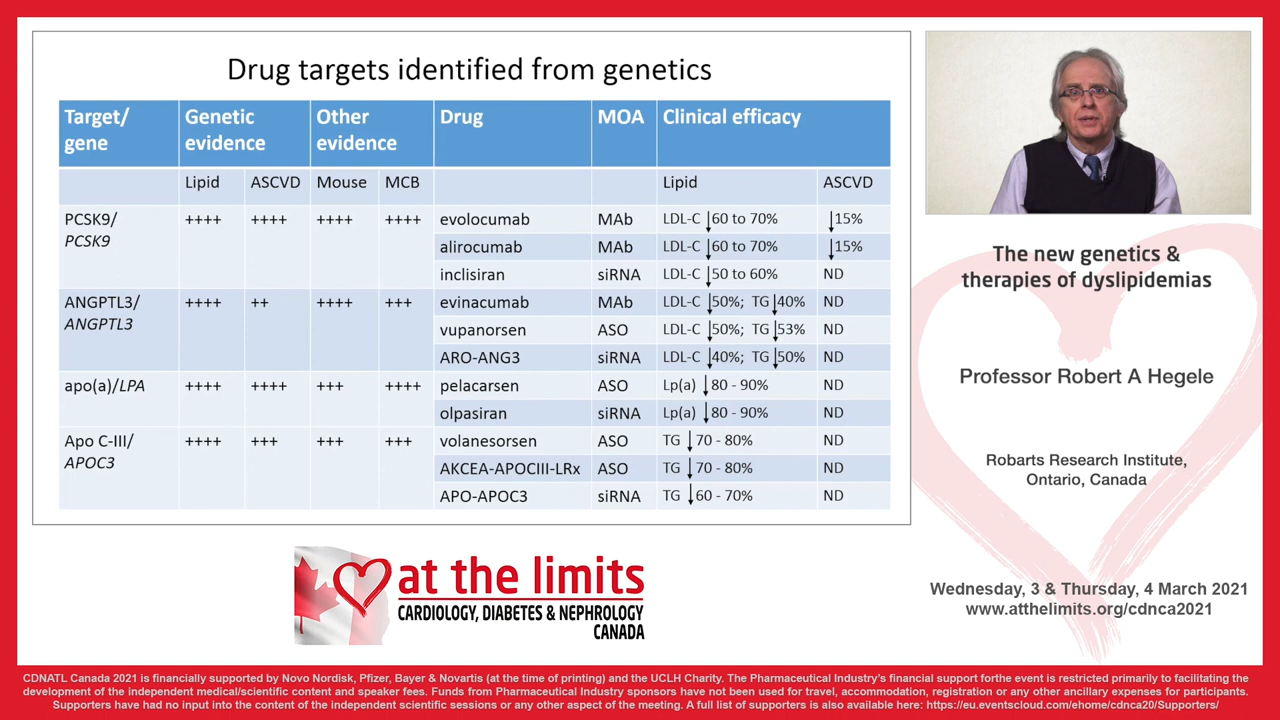 Drug targets identified from genetics
Target/ gene Genetic evidence Other evidence Drug MOA Clinical efficacy
Lipid ASCVD Mouse MCB Lipid ASCVD
PCSK9/ PCSK9 ++++ ++++ ++++ ++++ evolocumab MAb LDL-C ↓60 to 70% ↓15%
alirocumab MAb LDL-C ↓60 to 70% ↓15%
inclisiran siRNA LDL-C ↓50 to 60% ND
ANGPTL3/ ANGPTL3 ++++ ++ ++++ +++ evinacumab MAb LDL-C ↓50%; TG ↓40% ND
vupanorsen ASO LDL-C ↓50%; TG ↓53% ND
ARO-ANG3 siRNA LDL-C ↓40%; TG ↓50% ND
apo(a)/LPA ++++ ++++ +++ ++++ pelacarsen ASO Lp(a) ↓80 - 90% ND
olpasiran siRNA Lp(a) ↓80 - 90% ND
Apo C-III/ APOC3 ++++ +++ +++ +++ volanesorsen ASO TG ↓70 - 80% ND
AKCEA-APOCIII-LRx ASO TG ↓70 - 80% ND
APO-APOC3 siRNA TG ↓60 - 70% ND
The new genetics &
therapies of dyslipidemias
Professor Robert A Hegele
Robarts Research Institute,
Ontario, Canada
at the limits
CARDIOLOGY, DIABETES & NEPHROLOGY
CANADA
Wednesday, 3 & Thursday, 4 March 2021
www.atthelimits.org/cdnca2021
CDNATL Canada 2021 is financially supported by Novo Nordisk, Pfizer, Bayer & Novartis (at the time of printing) and the UCLH Charity. The Pharmaceutical Industry's financial support forthe event is restricted primarily to facilitating the
development of the independent medical/scientific content and speaker fees. Funds from Pharmaceutical Industry sponsors have not been used for travel, accommodation, registration or any other ancillary expenses for participants.
Supporters have had no input into the content of the independent scientific sessions or any other aspect of the meeting. A full list of supporters is also available here: https://eu.eventscloud.com/ehome/cdnca20/Supporters/